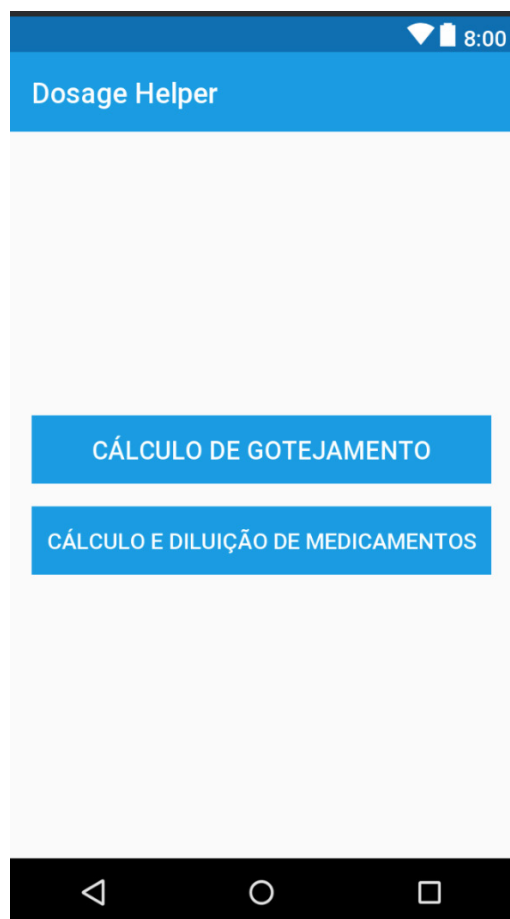 8:00
Dosage Helper
CÁLCULO DE GOTEJAMENTO
CÁLCULO E DILUIÇÃO DE MEDICAMENTOS